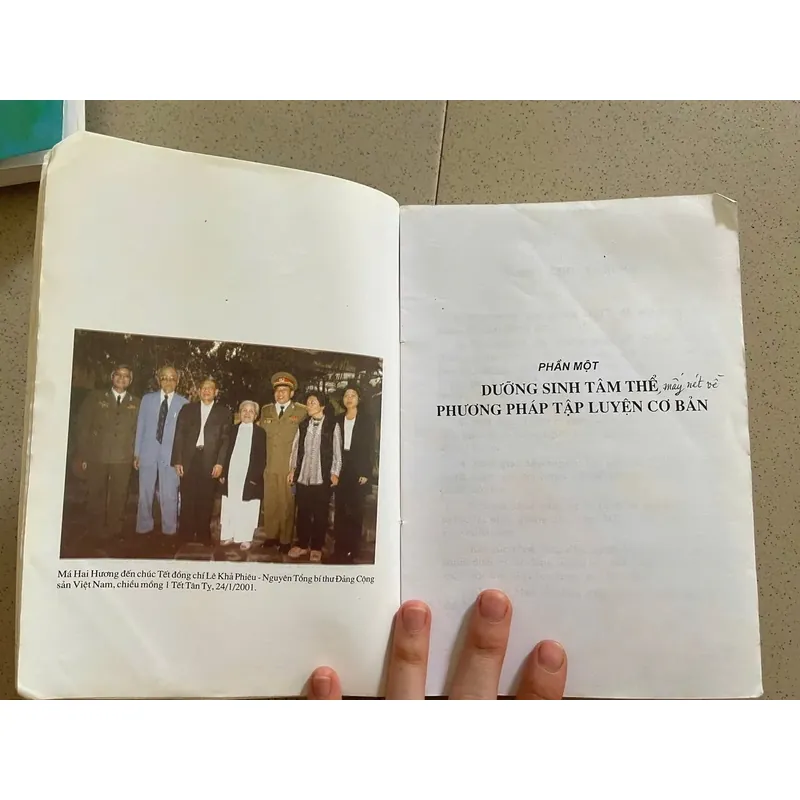 Má Hai Hương đến chúc Tết đồng chí Lê Khả Phiêu - Nguyên Tổng bí thư Đảng Cộng
sản Việt Nam, chiều mồng 1 Tết Tân Tỵ, 24/1/2001.
PHẦN MỘT
DƯỠNG SINH TÂM THỂ, mấy nét về
PHƯƠNG PHÁP TẬP LUYỆN CƠ BẢN